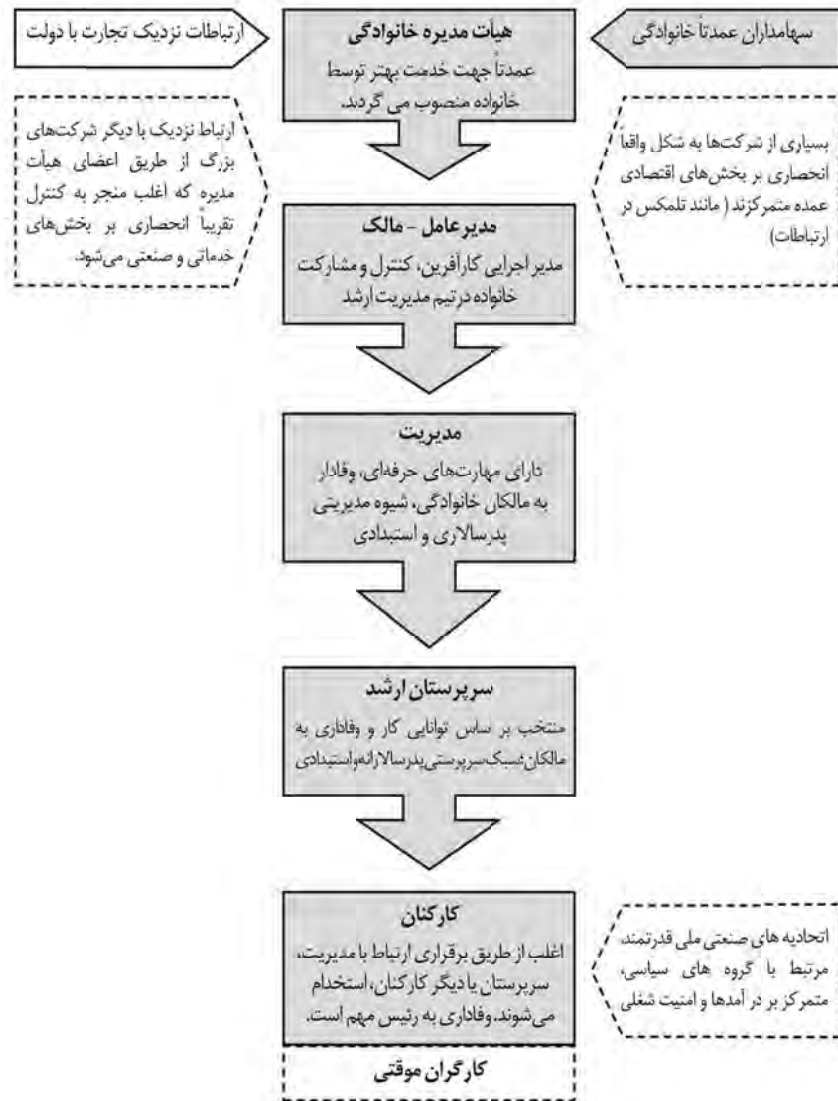 سهامداران عمدتاً خانوادگی
هیأت مدیره خانوادگی
عمدتاً جهت خدمت بهتر توسط
خانواده منصوب می گردید.
ارتباطات نزدیک تجارت با دولت
بسیاری از شرکت‌ها به شکل واقعاً
انحصاری بر بخش‌های اقتصادی
عمده متمرکزند ( مانند تلمکس در
ارتباطات)
ارتباط نزدیک با دیگر شرکت‌های
بزرگ از طریق اعضای هیأت
مدیره که اغلب منجر به کنترل
تقریباً انحصاری بر بخش‌های
خدماتی و صنعتی می‌شود.
مدیرعامل - مالک
مدیر اجرایی کارآفرین، کنترل و مشارکت
خانواده در تیم مدیریت ارشد
مدیریت
دارای مهارت‌های حرفه‌ای، وفادار
به مالکان خانوادگی، شیوه مدیریتی
پدرسالاری و استبدادی
سرپرستان ارشد
منتخب بر ساس توانایی کار و وفاداری به
مالکان؛ سبک سرپرستی پدرسالارانه و استبدادی
کارکنان
اغلب از طریق برقراری ارتباط با مدیریت،
سرپرستان یا دیگر کارکنان، استخدام
می‌شوند. وفاداری به رئیس مهم است.
اتحادیه های صنعتی ملی قدرتمند،
مرتبط با گروه های سیاسی،
متمرکز بر در آمدها و امنیت شغلی
کارگران موقتی